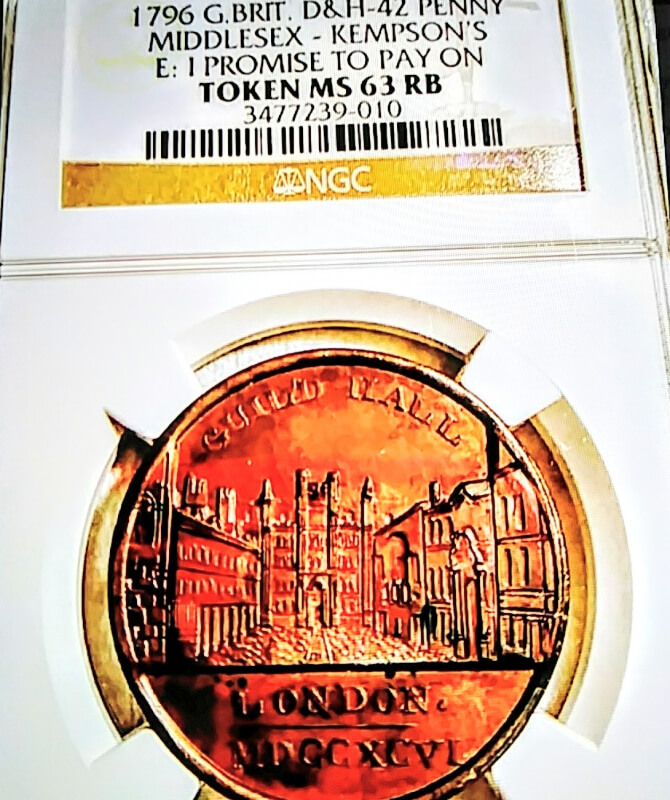 1796 G.BRIT. D&H-42 PENNY
MIDDLESEX - KEMPSON'S
E: I PROMISE TO PAY ON
TOKEN MS 63 RB
3477239-010
NGC
GUILD HALL
LONDON.
MDCCXCVI